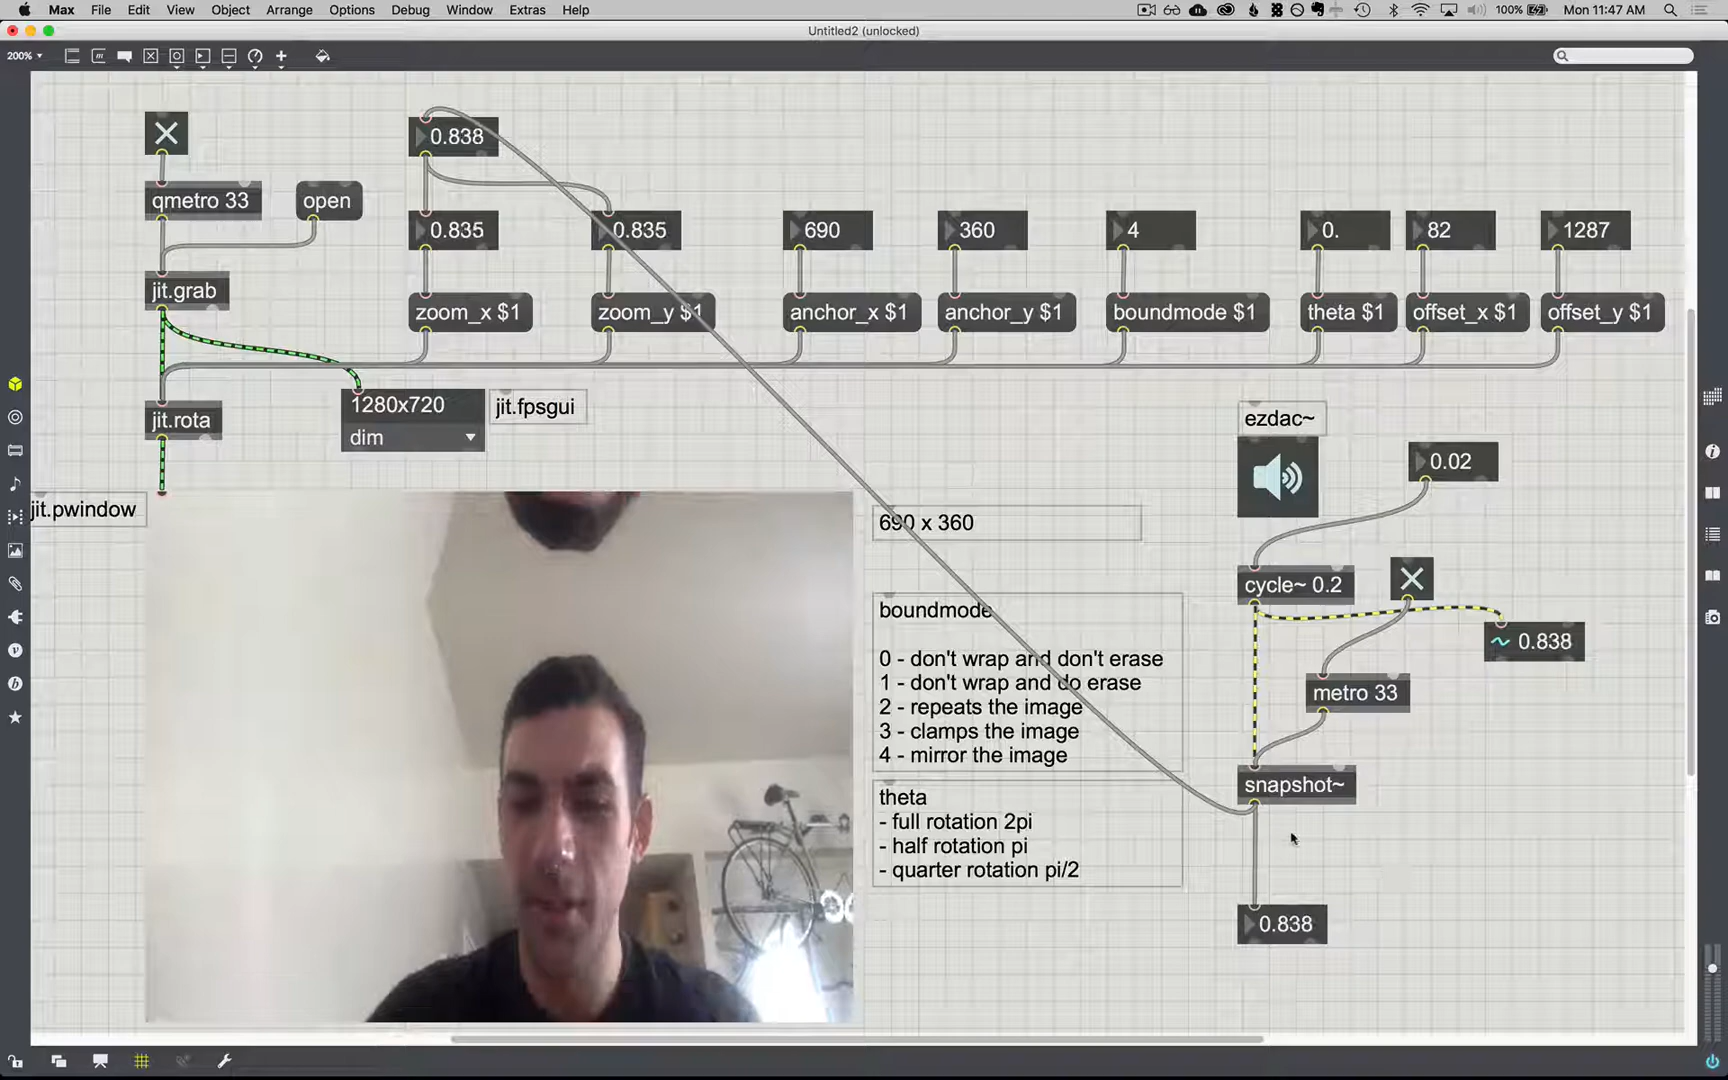 Max File Edit View Object Arrange Options Debug Window Extras Help 100% Mon 11:47 AM
Untitled2 (unlocked)
200%
0.838
qmetro 33 open
0.835 0.835 690 360 4 0. 82 1287
jit.grab
zoom_x $1 zoom_y $1 anchor_x $1 anchor_y $1 boundmode $1 theta $1 offset_x $1 offset_y $1
1280x720
jit.fpsgui
jit.rota
dim
ezdac~
0.02
jit.pwindow
690 x 360
cycle~ 0.2
boundmode
0 - don't wrap and don't erase
1 - don't wrap and do erase
2 - repeats the image
3 - clamps the image
4 - mirror the image
~ 0.838
metro 33
snapshot~
theta
- full rotation 2pi
- half rotation pi
- quarter rotation pi/2
0.838